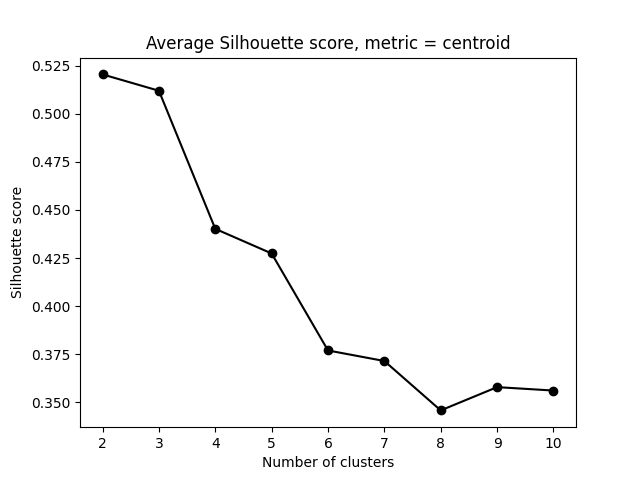 Average Silhouette score, metric = centroid
0.525
0.500
0.475
0.450
0.425
0.400
0.375
0.350
Silhouette score
2 3 4 5 6 7 8 9 10
Number of clusters